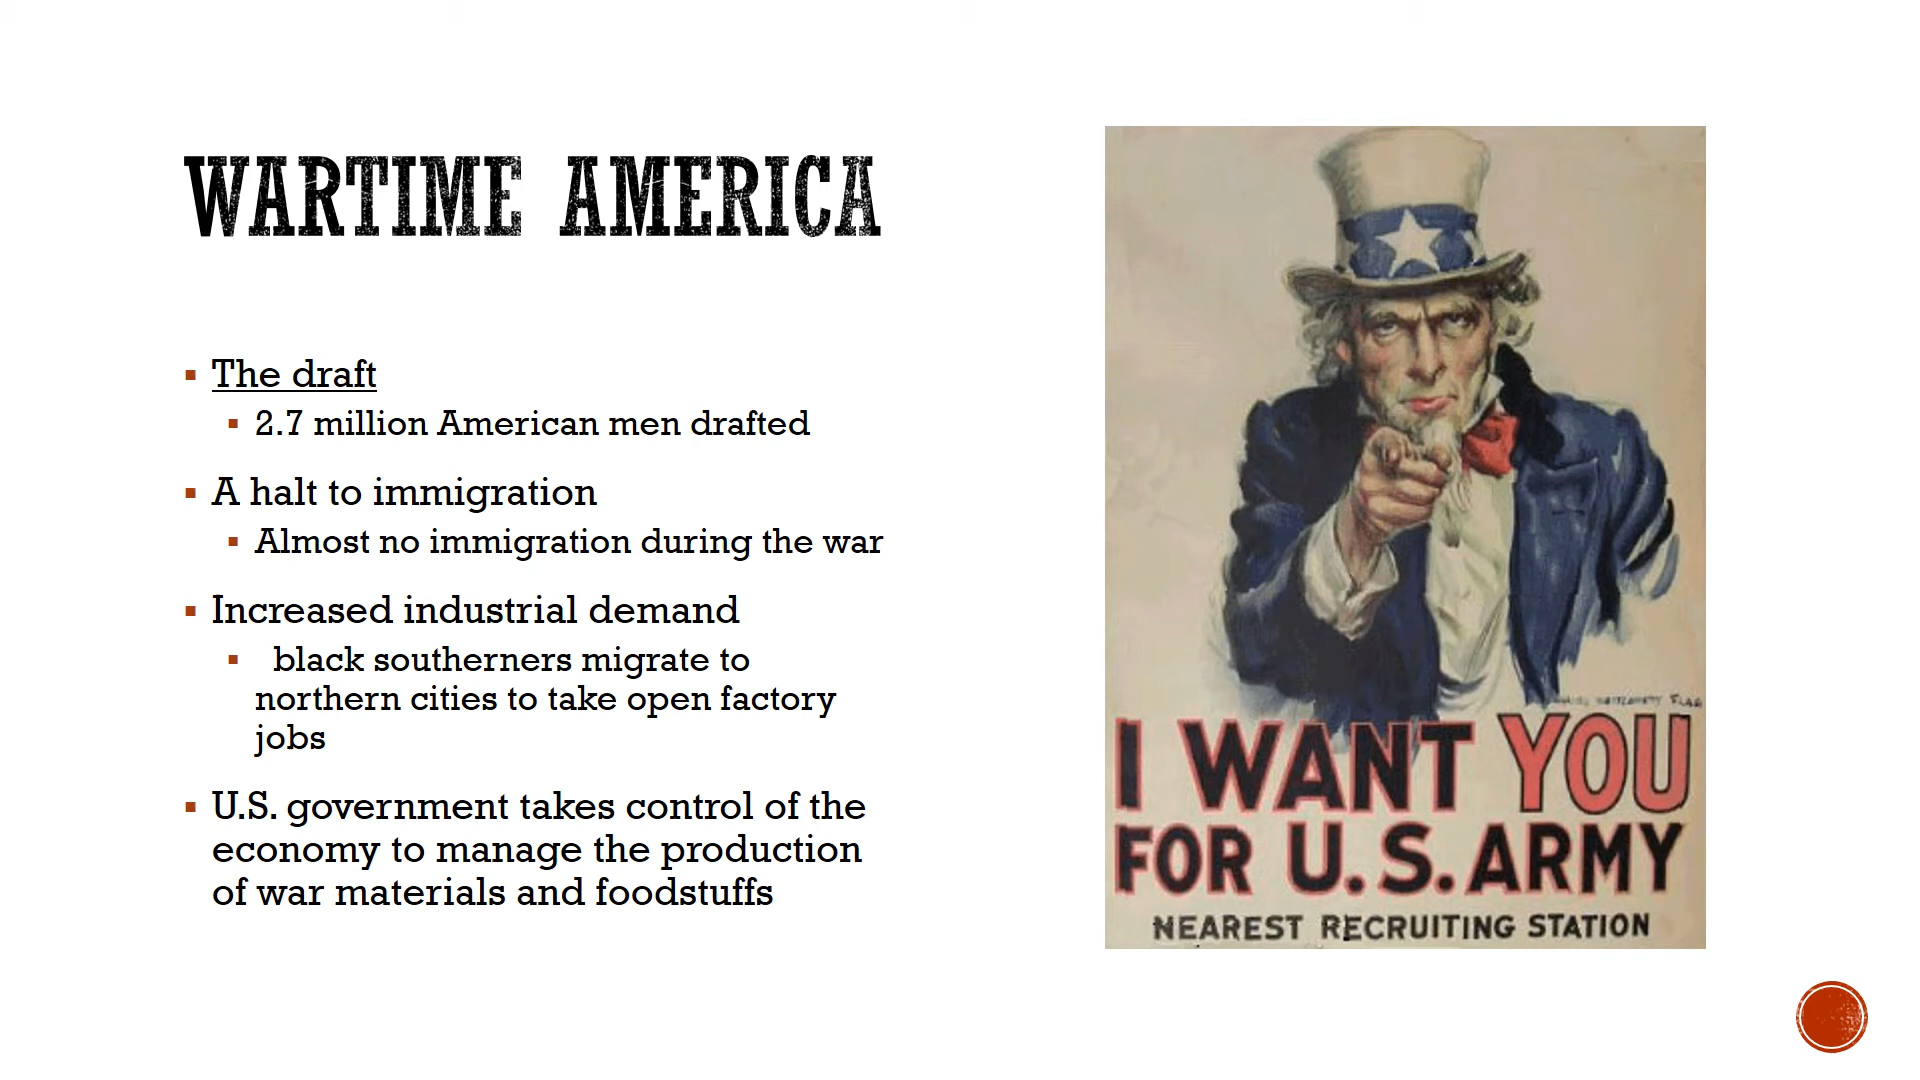 WARTIME AMERICA
The draft
2.7 million American men drafted
A halt to immigration
Almost no immigration during the war
Increased industrial demand
black southerners migrate to
northern cities to take open factory
jobs
U.S. government takes control of the
economy to manage the production
of war materials and foodstuffs
FLAGG
I WANT YOU
FOR U.S. ARMY
NEAREST RECRUITING STATION